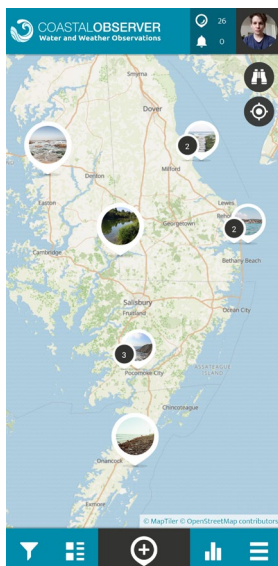 COASTALOBSERVER
Water and Weather Observations
26
0
Smyrna
Dover
2
Milford
Denton
Easton
Lewes
2
Georgetown
Cambridge
Bethany Beach
Salisbury
Fruitland
Ocean City
3
Pocomoke City
ASSATEAGUE
ISLAND
Chincoteague
Onancock
Exmore
© MapTiler © OpenStreetMap contributors